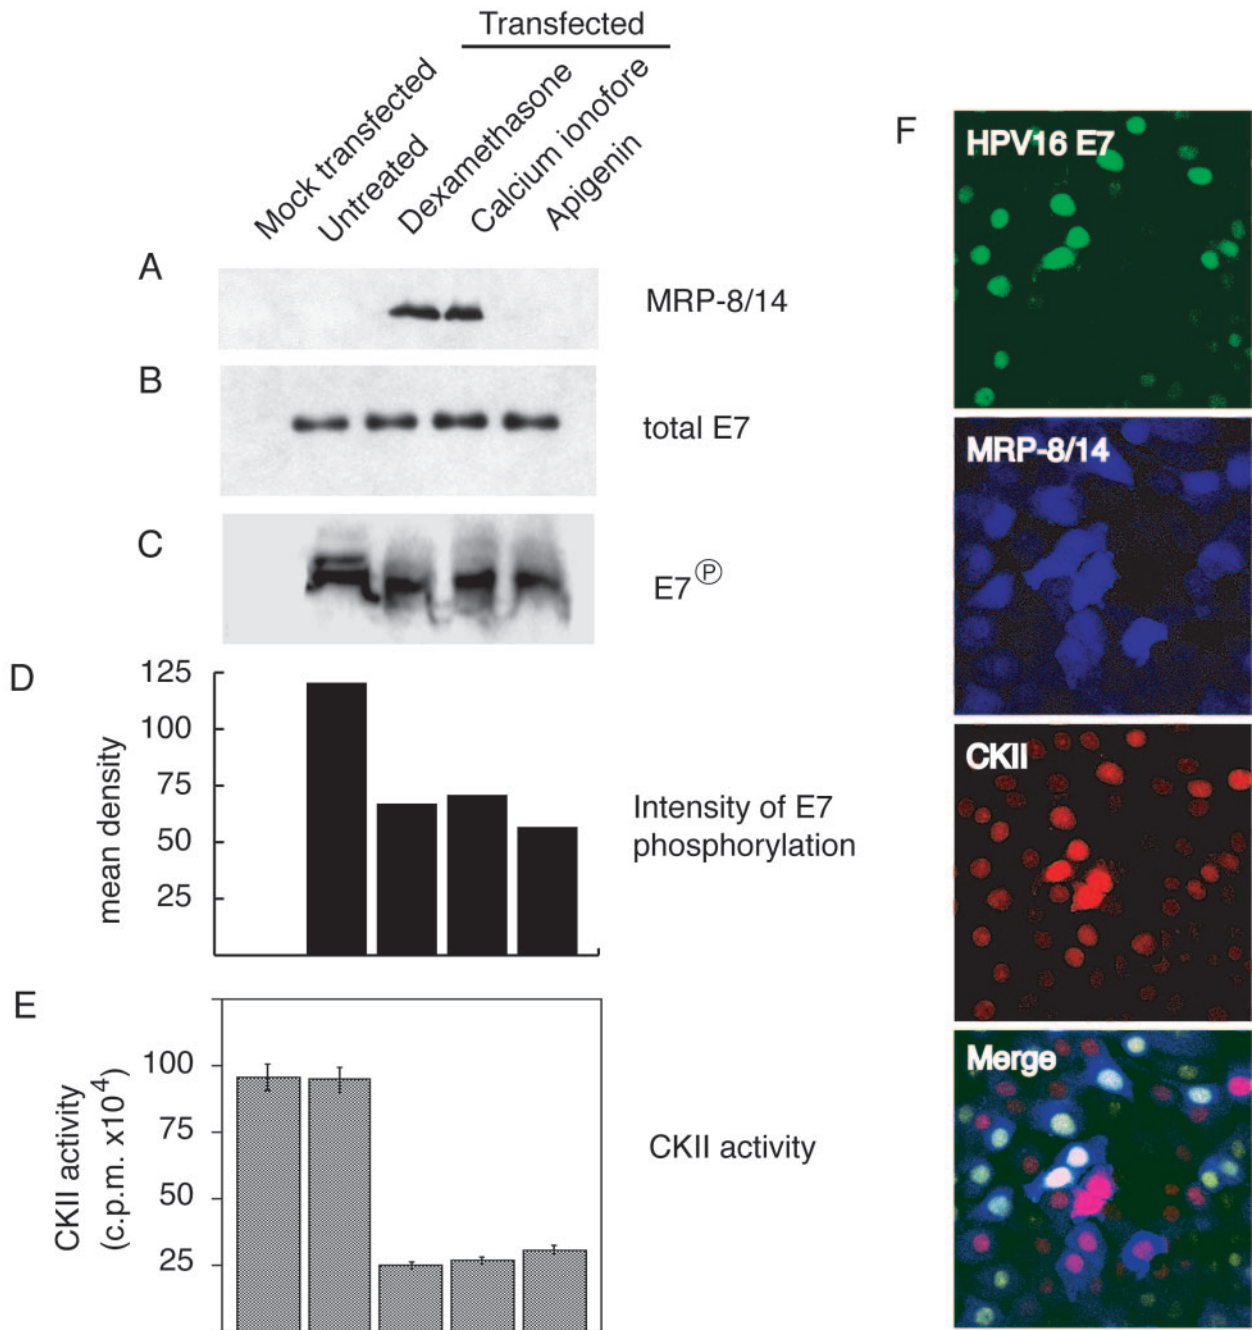 Transfected
Mock transfected
Untreated
Dexamethasone
Calcium ionofore
Apigenin
A
MRP-8/14
B
total E7
C
E7 Ⓟ
D
125
100
75
50
25
mean density
Intensity of E7
phosphorylation
E
100
75
50
25
CKII activity
(c.p.m. x10⁴)
CKII activity
F
HPV16 E7
MRP-8/14
CKII
Merge